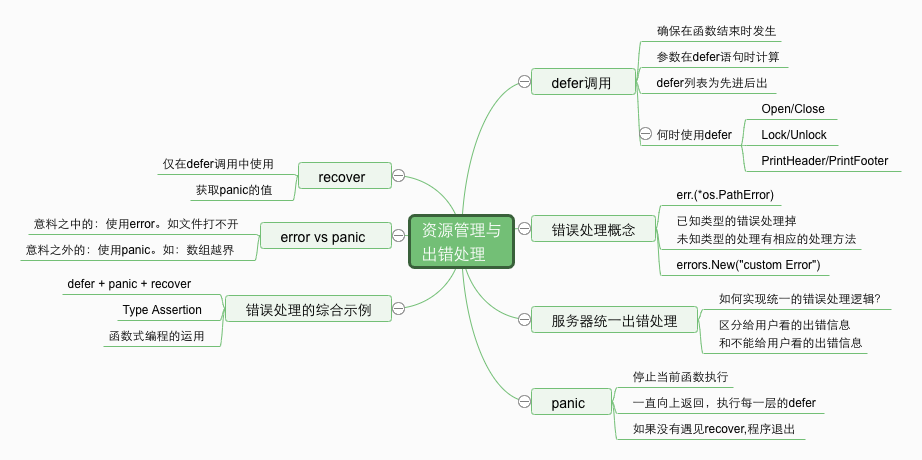 资源管理与
出错处理
defer调用
确保在函数结束时发生
参数在defer语句时计算
defer列表为先进后出
何时使用defer
Open/Close
Lock/Unlock
PrintHeader/PrintFooter
错误处理概念
err.(*os.PathError)
已知类型的错误处理掉
未知类型的处理有相应的处理方法
errors.New("custom Error")
服务器统一出错处理
如何实现统一的错误处理逻辑?
区分给用户看的出错信息
和不能给用户看的出错信息
panic
停止当前函数执行
一直向上返回，执行每一层的defer
如果没有遇见recover,程序退出
recover
仅在defer调用中使用
获取panic的值
error vs panic
意料之中的：使用error。如文件打不开
意料之外的：使用panic。如：数组越界
错误处理的综合示例
defer + panic + recover
Type Assertion
函数式编程的运用